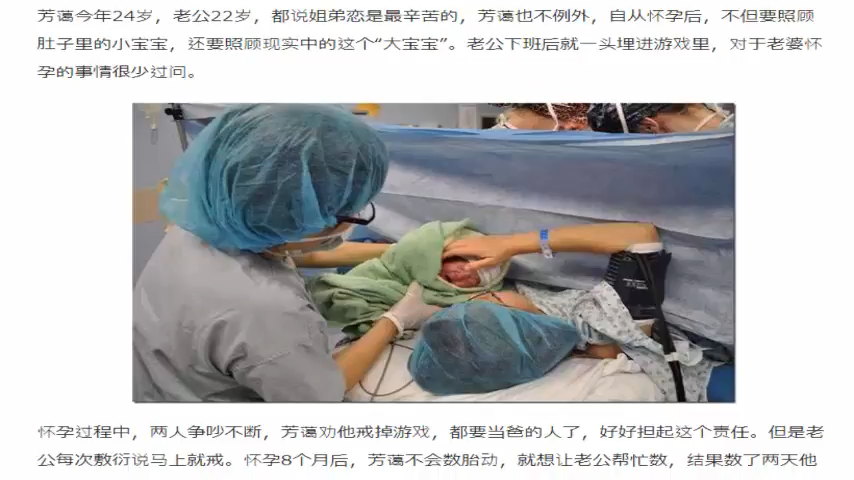 芳蔼今年24岁，老公22岁，都说姐弟恋是最辛苦的，芳蔼也不例外，自从怀孕后，不但要照顾
肚子里的小宝宝，还要照顾现实中的这个“大宝宝”。老公下班后就一头埋进游戏里，对于老婆怀
孕的事情很少过问。
怀孕过程中，两人争吵不断，芳蔼劝他戒掉游戏，都要当爸的人了，好好担起这个责任。但是老
公每次敷衍说马上就戒。怀孕8个月后，芳蔼不会数胎动，就想让老公帮忙数，结果数了两天他